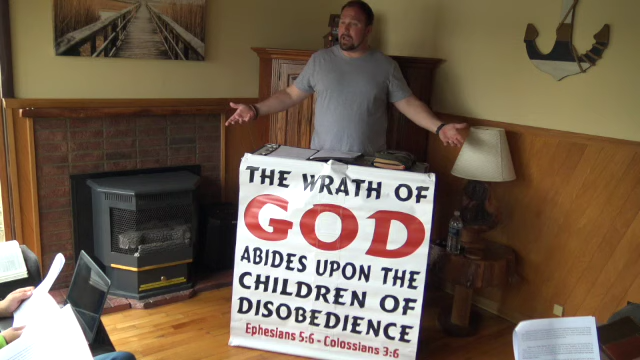 THE WRATH OF
GOD
ABIDES UPON THE
CHILDREN OF
DISOBEDIENCE
Ephesians 5:6 - Colossians 3:6